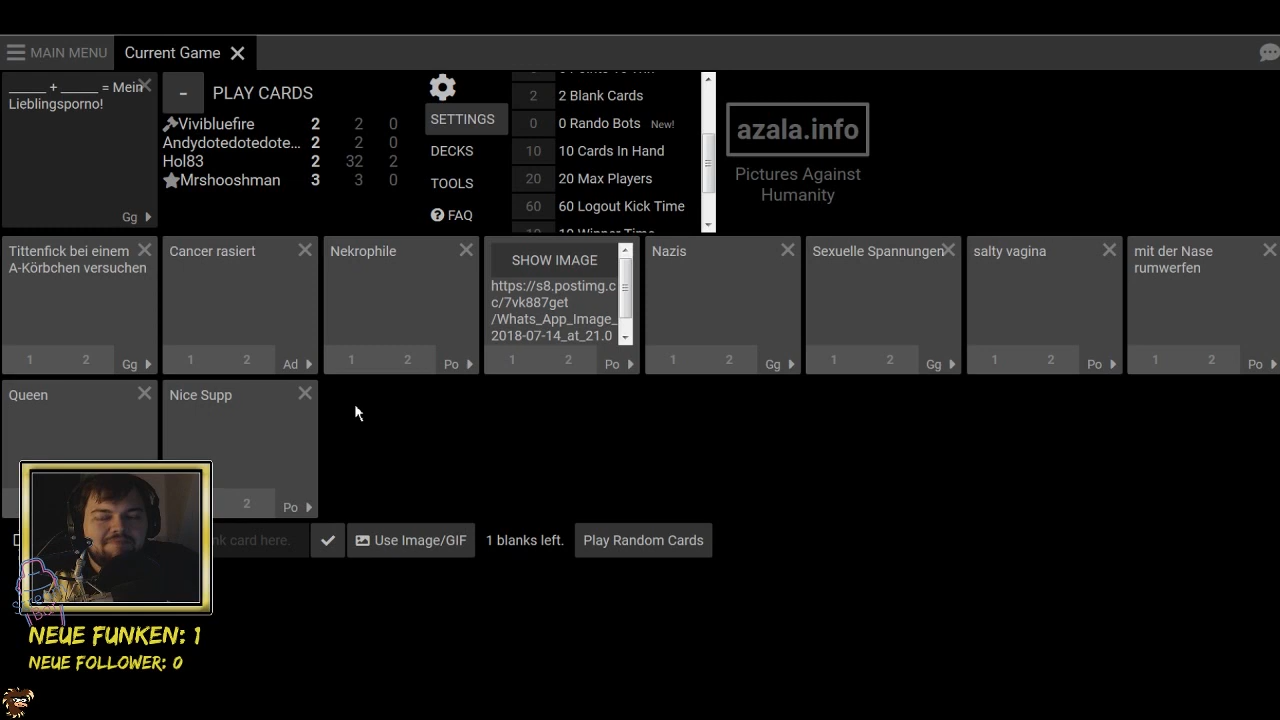 MAIN MENU
Current Game
_____ + _____ = Mein
Lieblingsporno!
Gg
-
PLAY CARDS
Vivibluefire 2 2 0
Andydotedotedote... 2 2 0
Hol83 2 32 2
Mrshooshman 3 3 0
SETTINGS
DECKS
TOOLS
FAQ
2 2 Blank Cards
0 0 Rando Bots New!
10 10 Cards In Hand
20 20 Max Players
60 60 Logout Kick Time
azala.info
Pictures Against
Humanity
Tittenfick bei einem
A-Körbchen versuchen
1 2 Gg
Cancer rasiert
1 2 Ad
Nekrophile
1 2 Po
SHOW IMAGE
https://s8.postimg.c
c/7vk887get
/Whats_App_Image_
2018-07-14_at_21.0
1 2 Po
Nazis
1 2 Gg
Sexuelle Spannungen
1 2 Gg
salty vagina
1 2 Po
mit der Nase
rumwerfen
1 2 Po
Queen
Nice Supp
2 Po
card here.
Use Image/GIF
1 blanks left.
Play Random Cards
NEUE FUNKEN: 1
NEUE FOLLOWER: 0